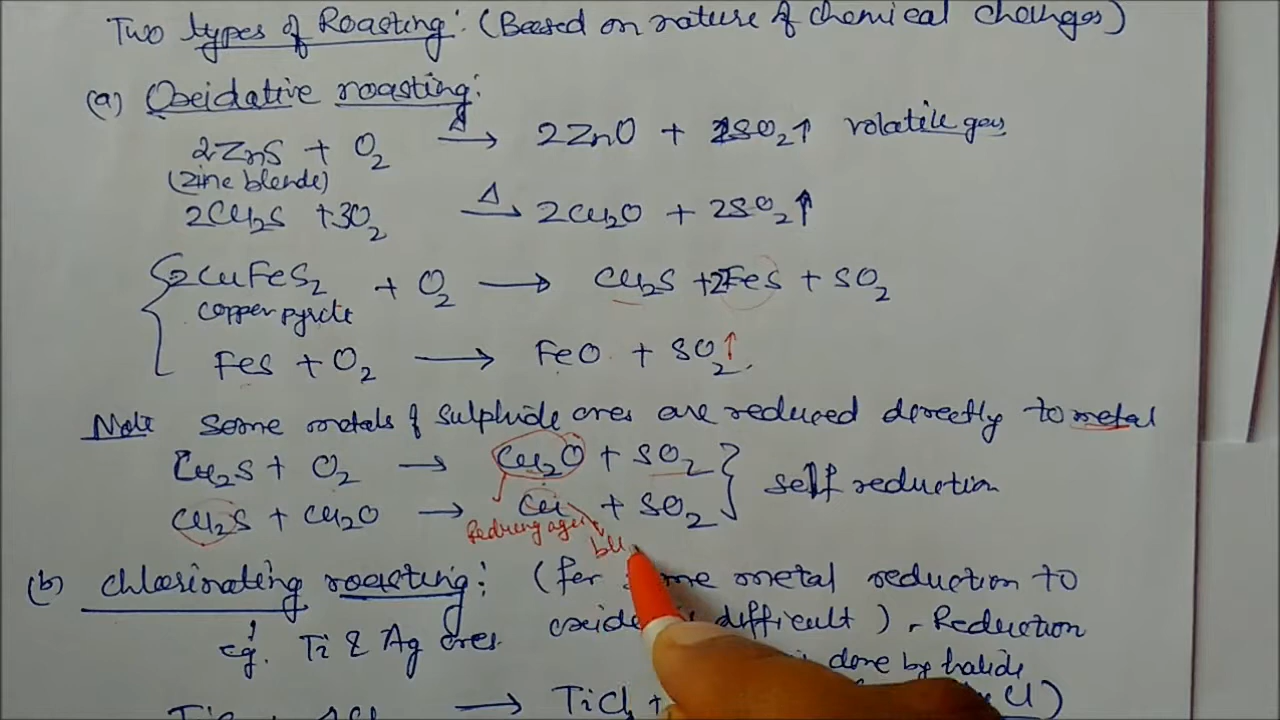 Two types of Roasting: (Based on nature of chemical changes)
(a) Oxidative roasting:
2ZnS + O₂ →Δ 2ZnO + 2SO₂↑ volatile gas
(zinc blende)
2Cu₂S + 3O₂ →Δ 2Cu₂O + 2SO₂↑
2CuFeS₂ + O₂ → Cu₂S + 2FeS + SO₂
copper pyrite
FeS + O₂ → FeO + SO₂↑
Note Some metals of sulphide ores are reduced directly to metal
Cu₂S + O₂ → Cu₂O + SO₂
self reduction
Cu₂S + Cu₂O → Cu + SO₂
Reducing agent
(b) Chlorinating roasting: (for metal reduction to
eg. Ti & Ag ores difficult). Reduction
done by halide
→ TiCl₄ +